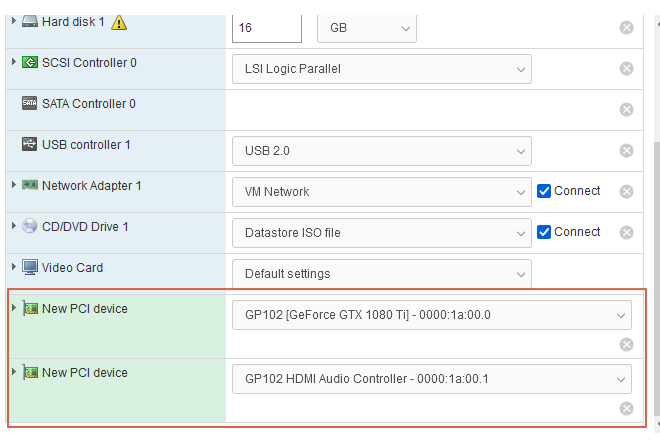 Hard disk 1
16
GB
SCSI Controller 0
LSI Logic Parallel
SATA
SATA Controller 0
USB controller 1
USB 2.0
Network Adapter 1
VM Network
Connect
CD/DVD Drive 1
Datastore ISO file
Connect
Video Card
Default settings
New PCI device
GP102 [GeForce GTX 1080 Ti] - 0000:1a:00.0
New PCI device
GP102 HDMI Audio Controller - 0000:1a:00.1